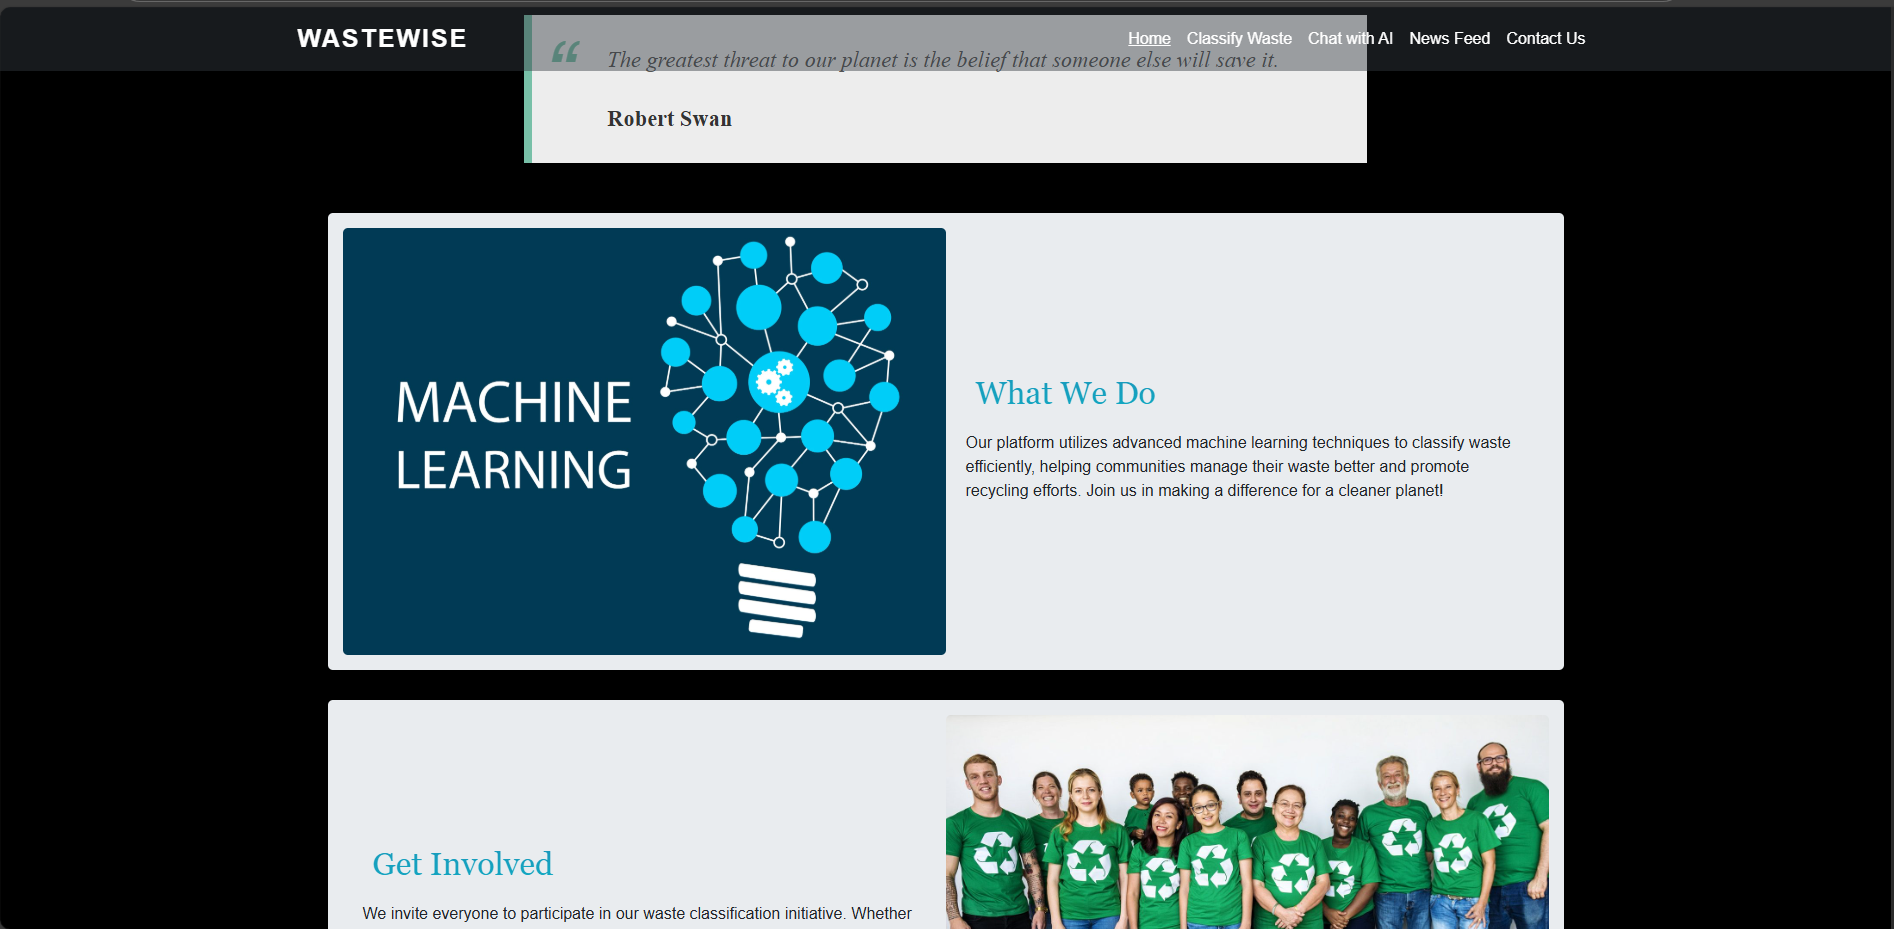 WASTEWISE
Home Classify Waste Chat with AI News Feed Contact Us
“
The greatest threat to our planet is the belief that someone else will save it.
Robert Swan
MACHINE
LEARNING
What We Do
Our platform utilizes advanced machine learning techniques to classify waste
efficiently, helping communities manage their waste better and promote
recycling efforts. Join us in making a difference for a cleaner planet!
Get Involved
We invite everyone to participate in our waste classification initiative. Whether